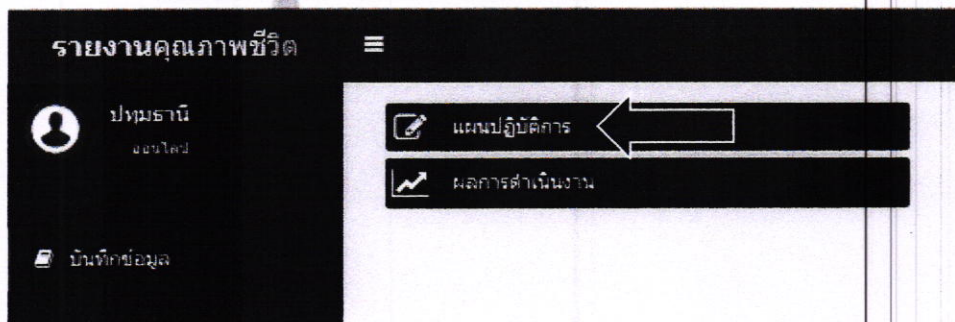 รายงานคุณภาพชีวิต
ปทุมธานี
ออนไลน์
แผนปฏิบัติการ
ผลการดำเนินงาน
บันทึกข้อมูล